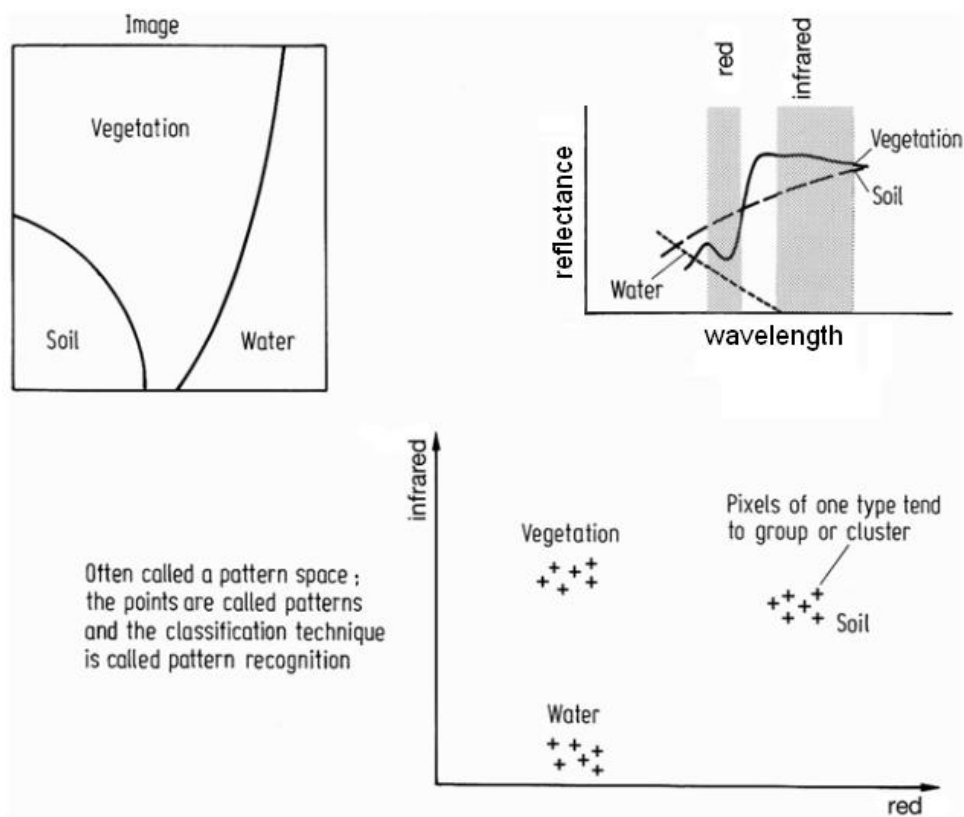 Image
Vegetation
Soil
Water
red
infrared
reflectance
Vegetation
Soil
Water
wavelength
infrared
Vegetation
Pixels of one type tend
to group or cluster
Soil
Often called a pattern space ;
the points are called patterns
and the classification technique
is called pattern recognition
Water
red